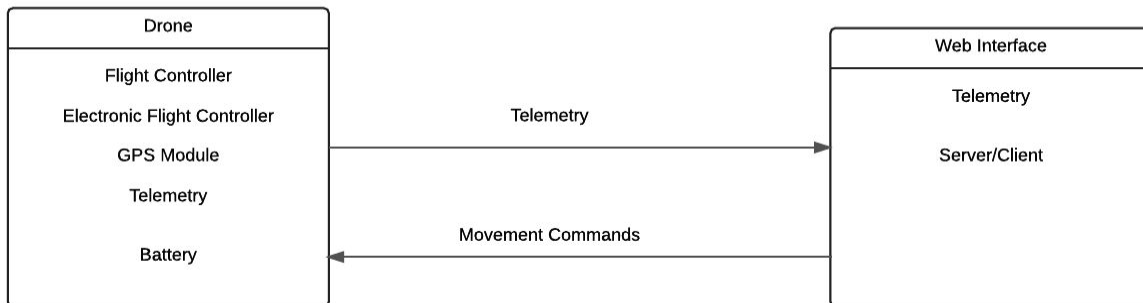 Drone
Flight Controller
Electronic Flight Controller
GPS Module
Telemetry
Battery
Telemetry
Movement Commands
Web Interface
Telemetry
Server/Client